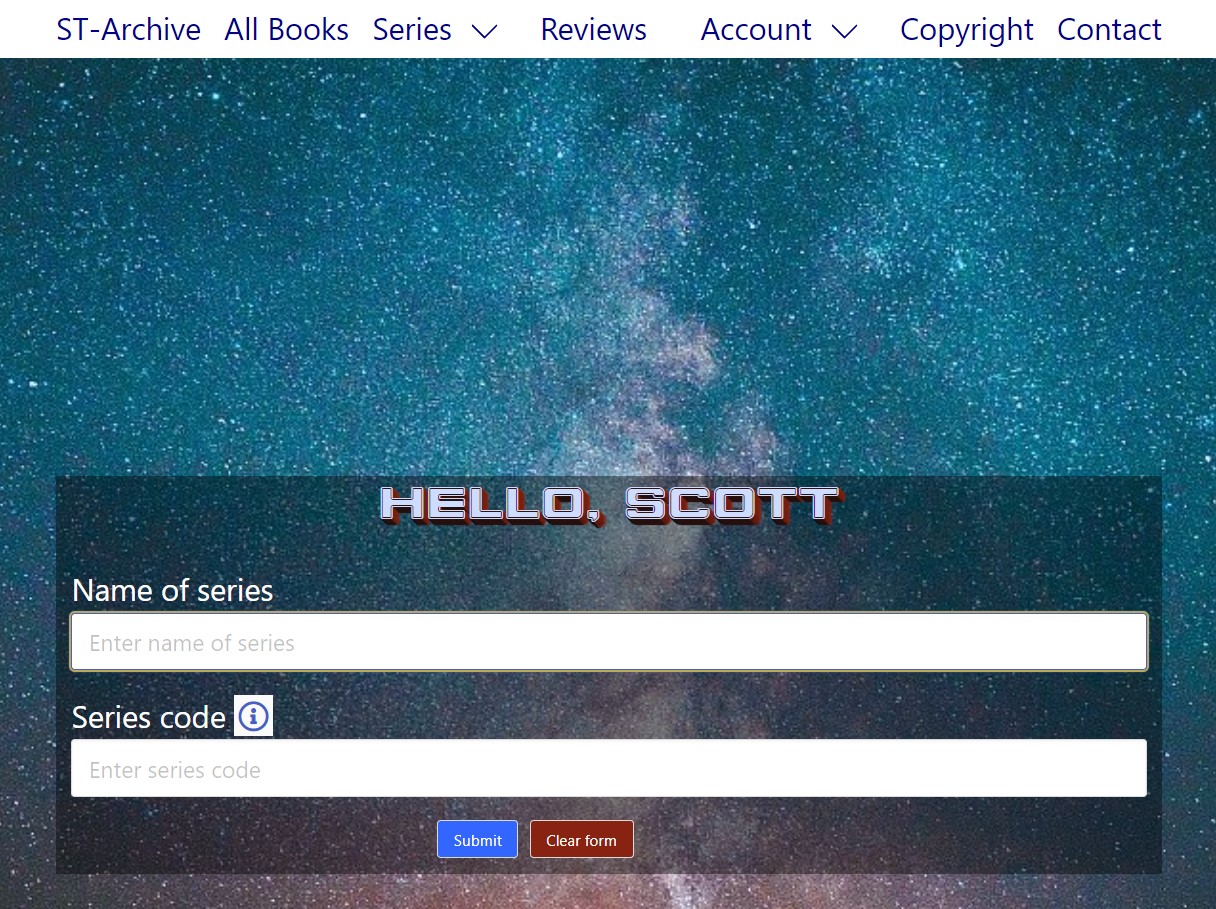 ST-Archive All Books Series Reviews Account Copyright Contact
HELLO, SCOTT
Name of series
Enter name of series
Series code
Enter series code
Submit Clear form